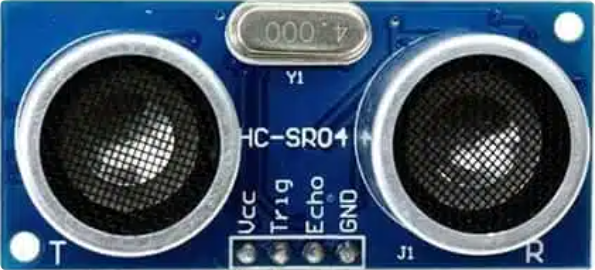 4.000
Y1
HC-SR04 +
Vcc
Trig
Echo
GND
T
J1
R